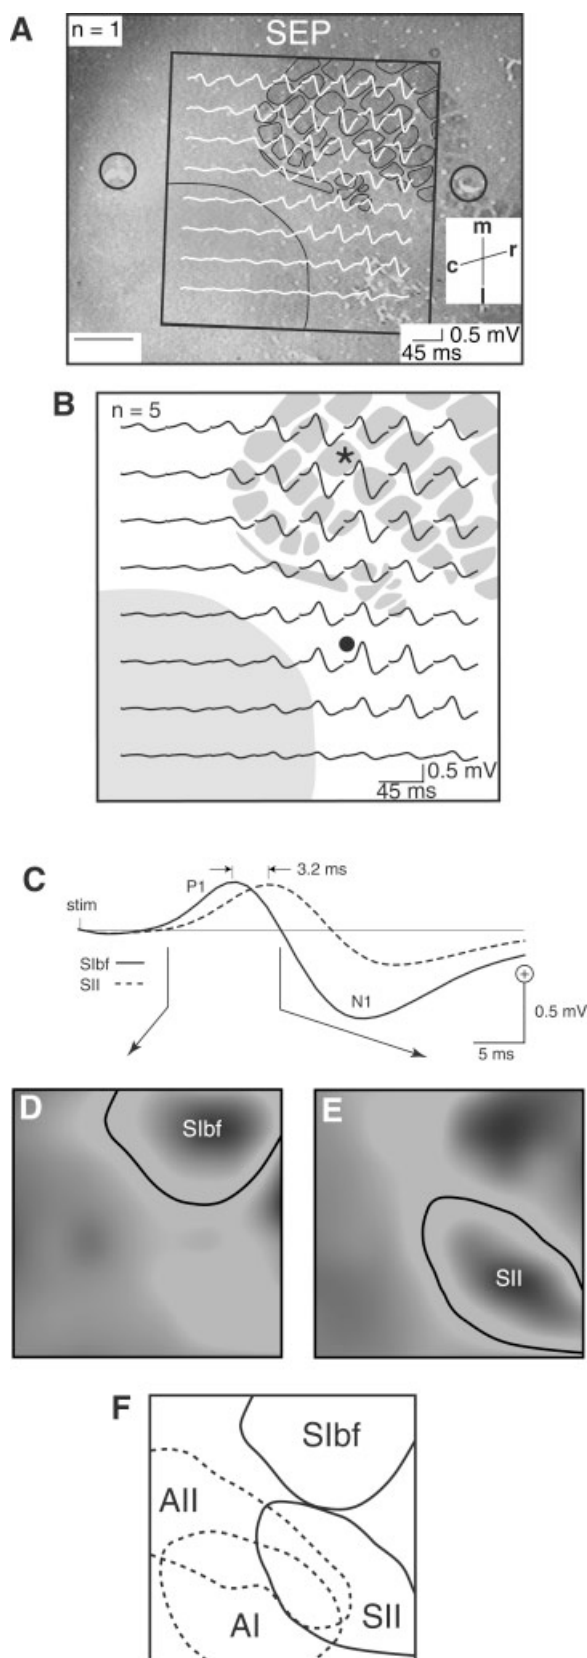 A
n = 1
SEP
m
r
c
l
0.5 mV
45 ms
B
n = 5
*
0.5 mV
45 ms
C
3.2 ms
P1
stim
SIbf
SII
N1
+
0.5 mV
5 ms
D
SIbf
E
SII
F
SIbf
AII
SII
AI